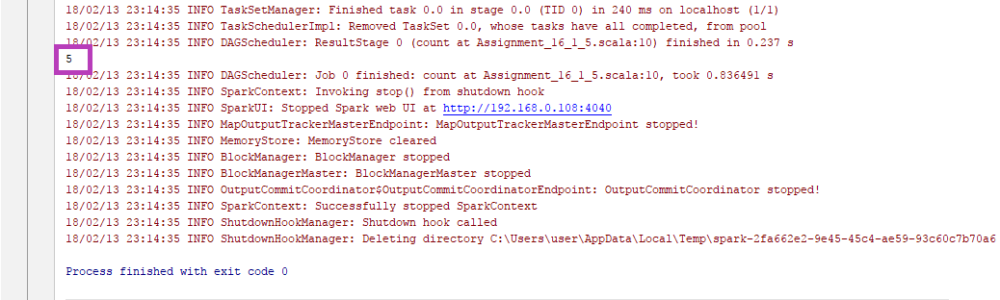 18/02/13 23:14:35 INFO TaskSetManager: Finished task 0.0 in stage 0.0 (TID 0) in 240 ms on localhost (1/1)
18/02/13 23:14:35 INFO TaskSchedulerImpl: Removed TaskSet 0.0, whose tasks have all completed, from pool
18/02/13 23:14:35 INFO DAGScheduler: ResultStage 0 (count at Assignment_16_1_5.scala:10) finished in 0.237 s
5
18/02/13 23:14:35 INFO DAGScheduler: Job 0 finished: count at Assignment_16_1_5.scala:10, took 0.836491 s
18/02/13 23:14:35 INFO SparkContext: Invoking stop() from shutdown hook
18/02/13 23:14:35 INFO SparkUI: Stopped Spark web UI at http://192.168.0.108:4040
18/02/13 23:14:35 INFO MapOutputTrackerMasterEndpoint: MapOutputTrackerMasterEndpoint stopped!
18/02/13 23:14:35 INFO MemoryStore: MemoryStore cleared
18/02/13 23:14:35 INFO BlockManager: BlockManager stopped
18/02/13 23:14:35 INFO BlockManagerMaster: BlockManagerMaster stopped
18/02/13 23:14:35 INFO OutputCommitCoordinator$OutputCommitCoordinatorEndpoint: OutputCommitCoordinator stopped!
18/02/13 23:14:35 INFO SparkContext: Successfully stopped SparkContext
18/02/13 23:14:35 INFO ShutdownHookManager: Shutdown hook called
18/02/13 23:14:35 INFO ShutdownHookManager: Deleting directory C:\Users\user\AppData\Local\Temp\spark-2fa662e2-9e45-45c4-ae59-93c60c7b70a6
Process finished with exit code 0